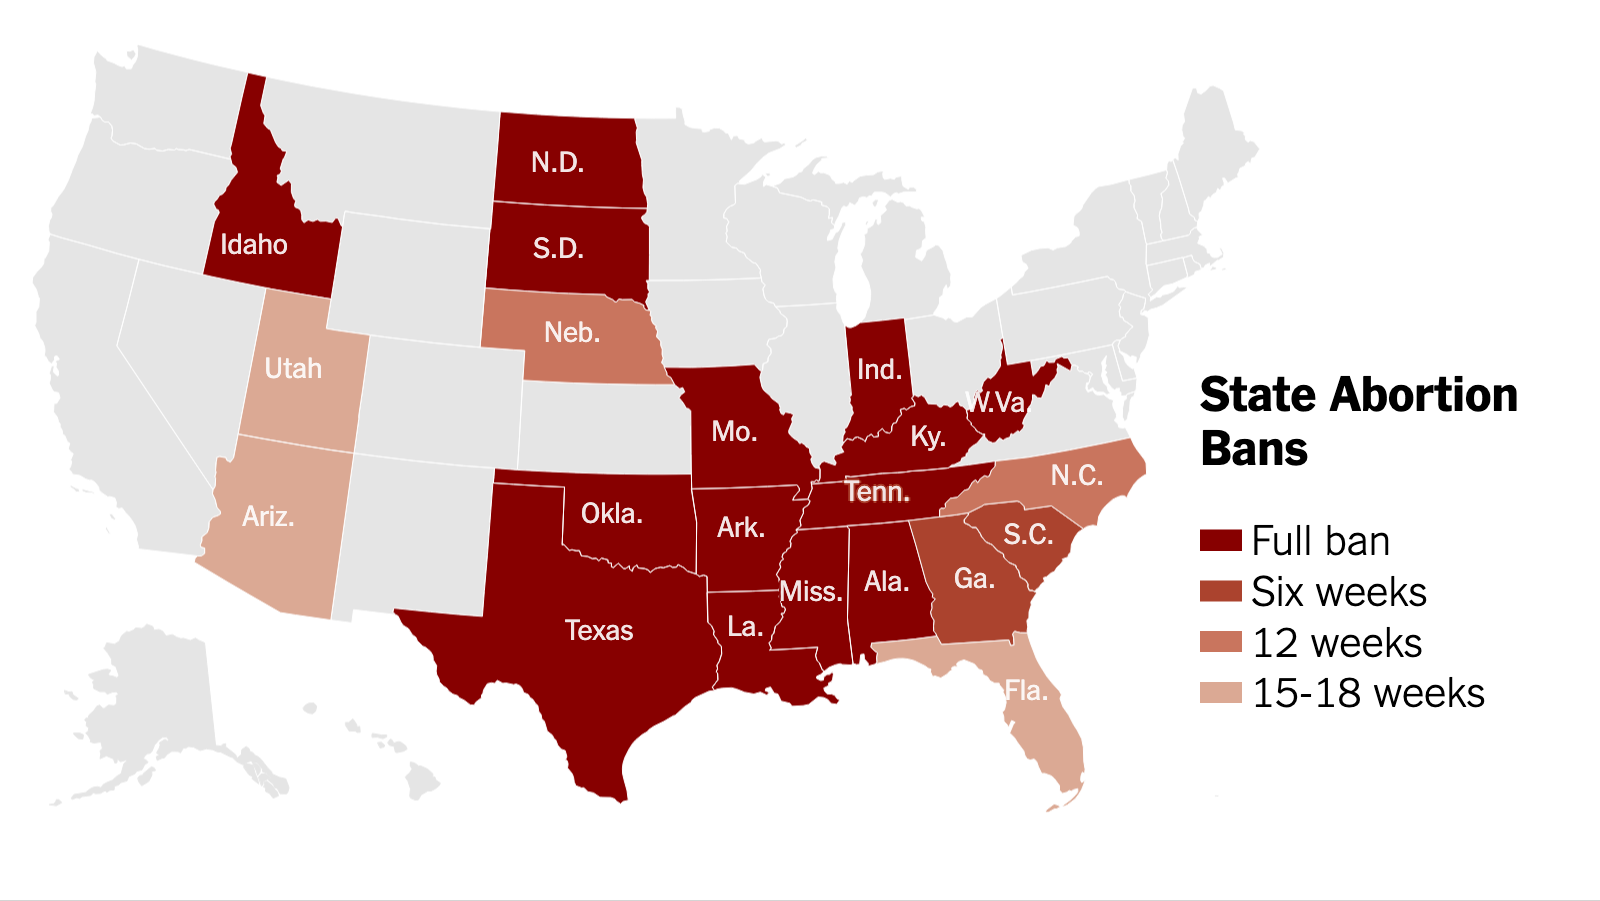 N.D.
Idaho
S.D.
Neb.
Utah
Ind.
State Abortion
Bans
W.Va.
Mo.
Ky.
N.C.
Tenn.
Ariz.
Okla.
Ark.
S.C.
Full ban
Miss.
Ala.
Ga.
Six weeks
Texas
La.
12 weeks
Fla.
15-18 weeks